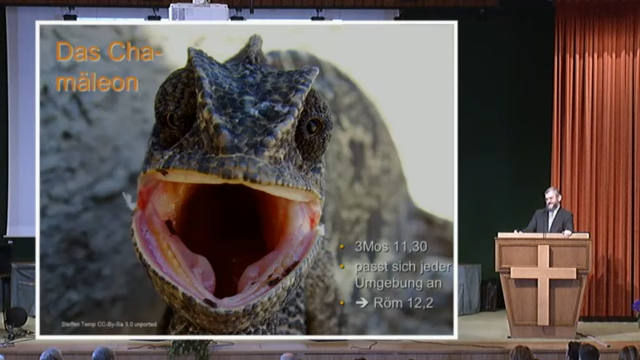 Das Cha-
mäleon
• 3Mos 11,30
• passt sich jeder
Umgebung an
• ➔ Röm 12,2
Steffen Temp CC-By-Sa 3.0 unported